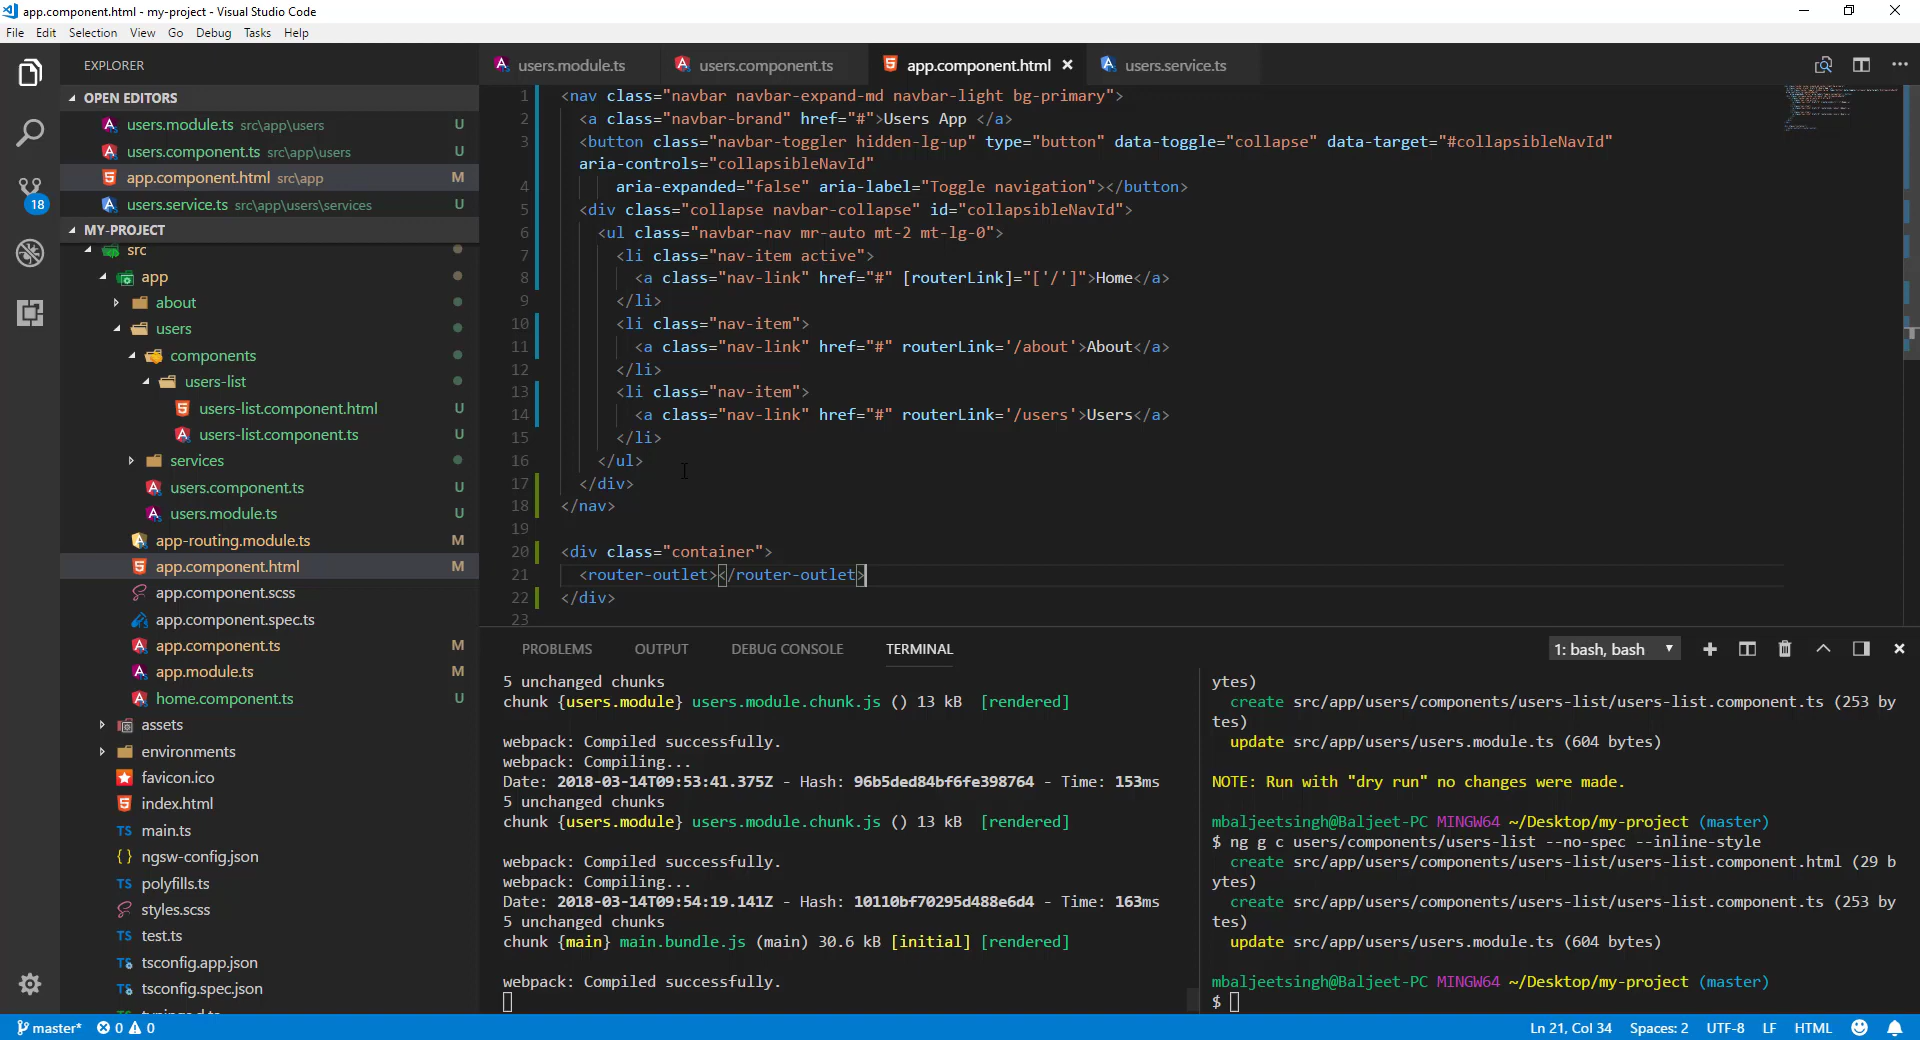 app.component.html - my-project - Visual Studio Code
File Edit Selection View Go Debug Tasks Help
EXPLORER
OPEN EDITORS
users.module.ts src\app\users U
users.component.ts src\app\users U
app.component.html src\app M
users.service.ts src\app\users\services U
MY-PROJECT
src
app
about
users
components
users-list
users-list.component.html U
users-list.component.ts U
services
users.component.ts U
users.module.ts U
app-routing.module.ts M
app.component.html M
app.component.scss
app.component.spec.ts
app.component.ts M
app.module.ts M
home.component.ts U
assets
environments
favicon.ico
index.html
main.ts
ngsw-config.json
polyfills.ts
styles.scss
test.ts
tsconfig.app.json
tsconfig.spec.json
18
users.module.ts users.component.ts app.component.html users.service.ts
1 <nav class="navbar navbar-expand-md navbar-light bg-primary">
2 <a class="navbar-brand" href="#">Users App </a>
3 <button class="navbar-toggler hidden-lg-up" type="button" data-toggle="collapse" data-target="#collapsibleNavId"
aria-controls="collapsibleNavId"
4 aria-expanded="false" aria-label="Toggle navigation"></button>
5 <div class="collapse navbar-collapse" id="collapsibleNavId">
6 <ul class="navbar-nav mr-auto mt-2 mt-lg-0">
7 <li class="nav-item active">
8 <a class="nav-link" href="#" [routerLink]="['/']">Home</a>
9 </li>
10 <li class="nav-item">
11 <a class="nav-link" href="#" routerLink='/about'>About</a>
12 </li>
13 <li class="nav-item">
14 <a class="nav-link" href="#" routerLink='/users'>Users</a>
15 </li>
16 </ul>
17 </div>
18 </nav>
19
20 <div class="container">
21 <router-outlet></router-outlet>
22 </div>
23
PROBLEMS OUTPUT DEBUG CONSOLE TERMINAL
1: bash, bash
5 unchanged chunks
chunk {users.module} users.module.chunk.js () 13 kB [rendered]
webpack: Compiled successfully.
webpack: Compiling...
Date: 2018-03-14T09:53:41.375Z - Hash: 96b5ded84bf6fe398764 - Time: 153ms
5 unchanged chunks
chunk {users.module} users.module.chunk.js () 13 kB [rendered]
webpack: Compiled successfully.
webpack: Compiling...
Date: 2018-03-14T09:54:19.141Z - Hash: 10110bf70295d488e6d4 - Time: 163ms
5 unchanged chunks
chunk {main} main.bundle.js (main) 30.6 kB [initial] [rendered]
webpack: Compiled successfully.
ytes)
create src/app/users/components/users-list/users-list.component.ts (253 by
tes)
update src/app/users/users.module.ts (604 bytes)
NOTE: Run with "dry run" no changes were made.
mbaljeetsingh@Baljeet-PC MINGW64 ~/Desktop/my-project (master)
$ ng g c users/components/users-list --no-spec --inline-style
create src/app/users/components/users-list/users-list.component.html (29 b
ytes)
create src/app/users/components/users-list/users-list.component.ts (253 by
tes)
update src/app/users/users.module.ts (604 bytes)
mbaljeetsingh@Baljeet-PC MINGW64 ~/Desktop/my-project (master)
$
master* 0 0 Ln 21, Col 34 Spaces: 2 UTF-8 LF HTML